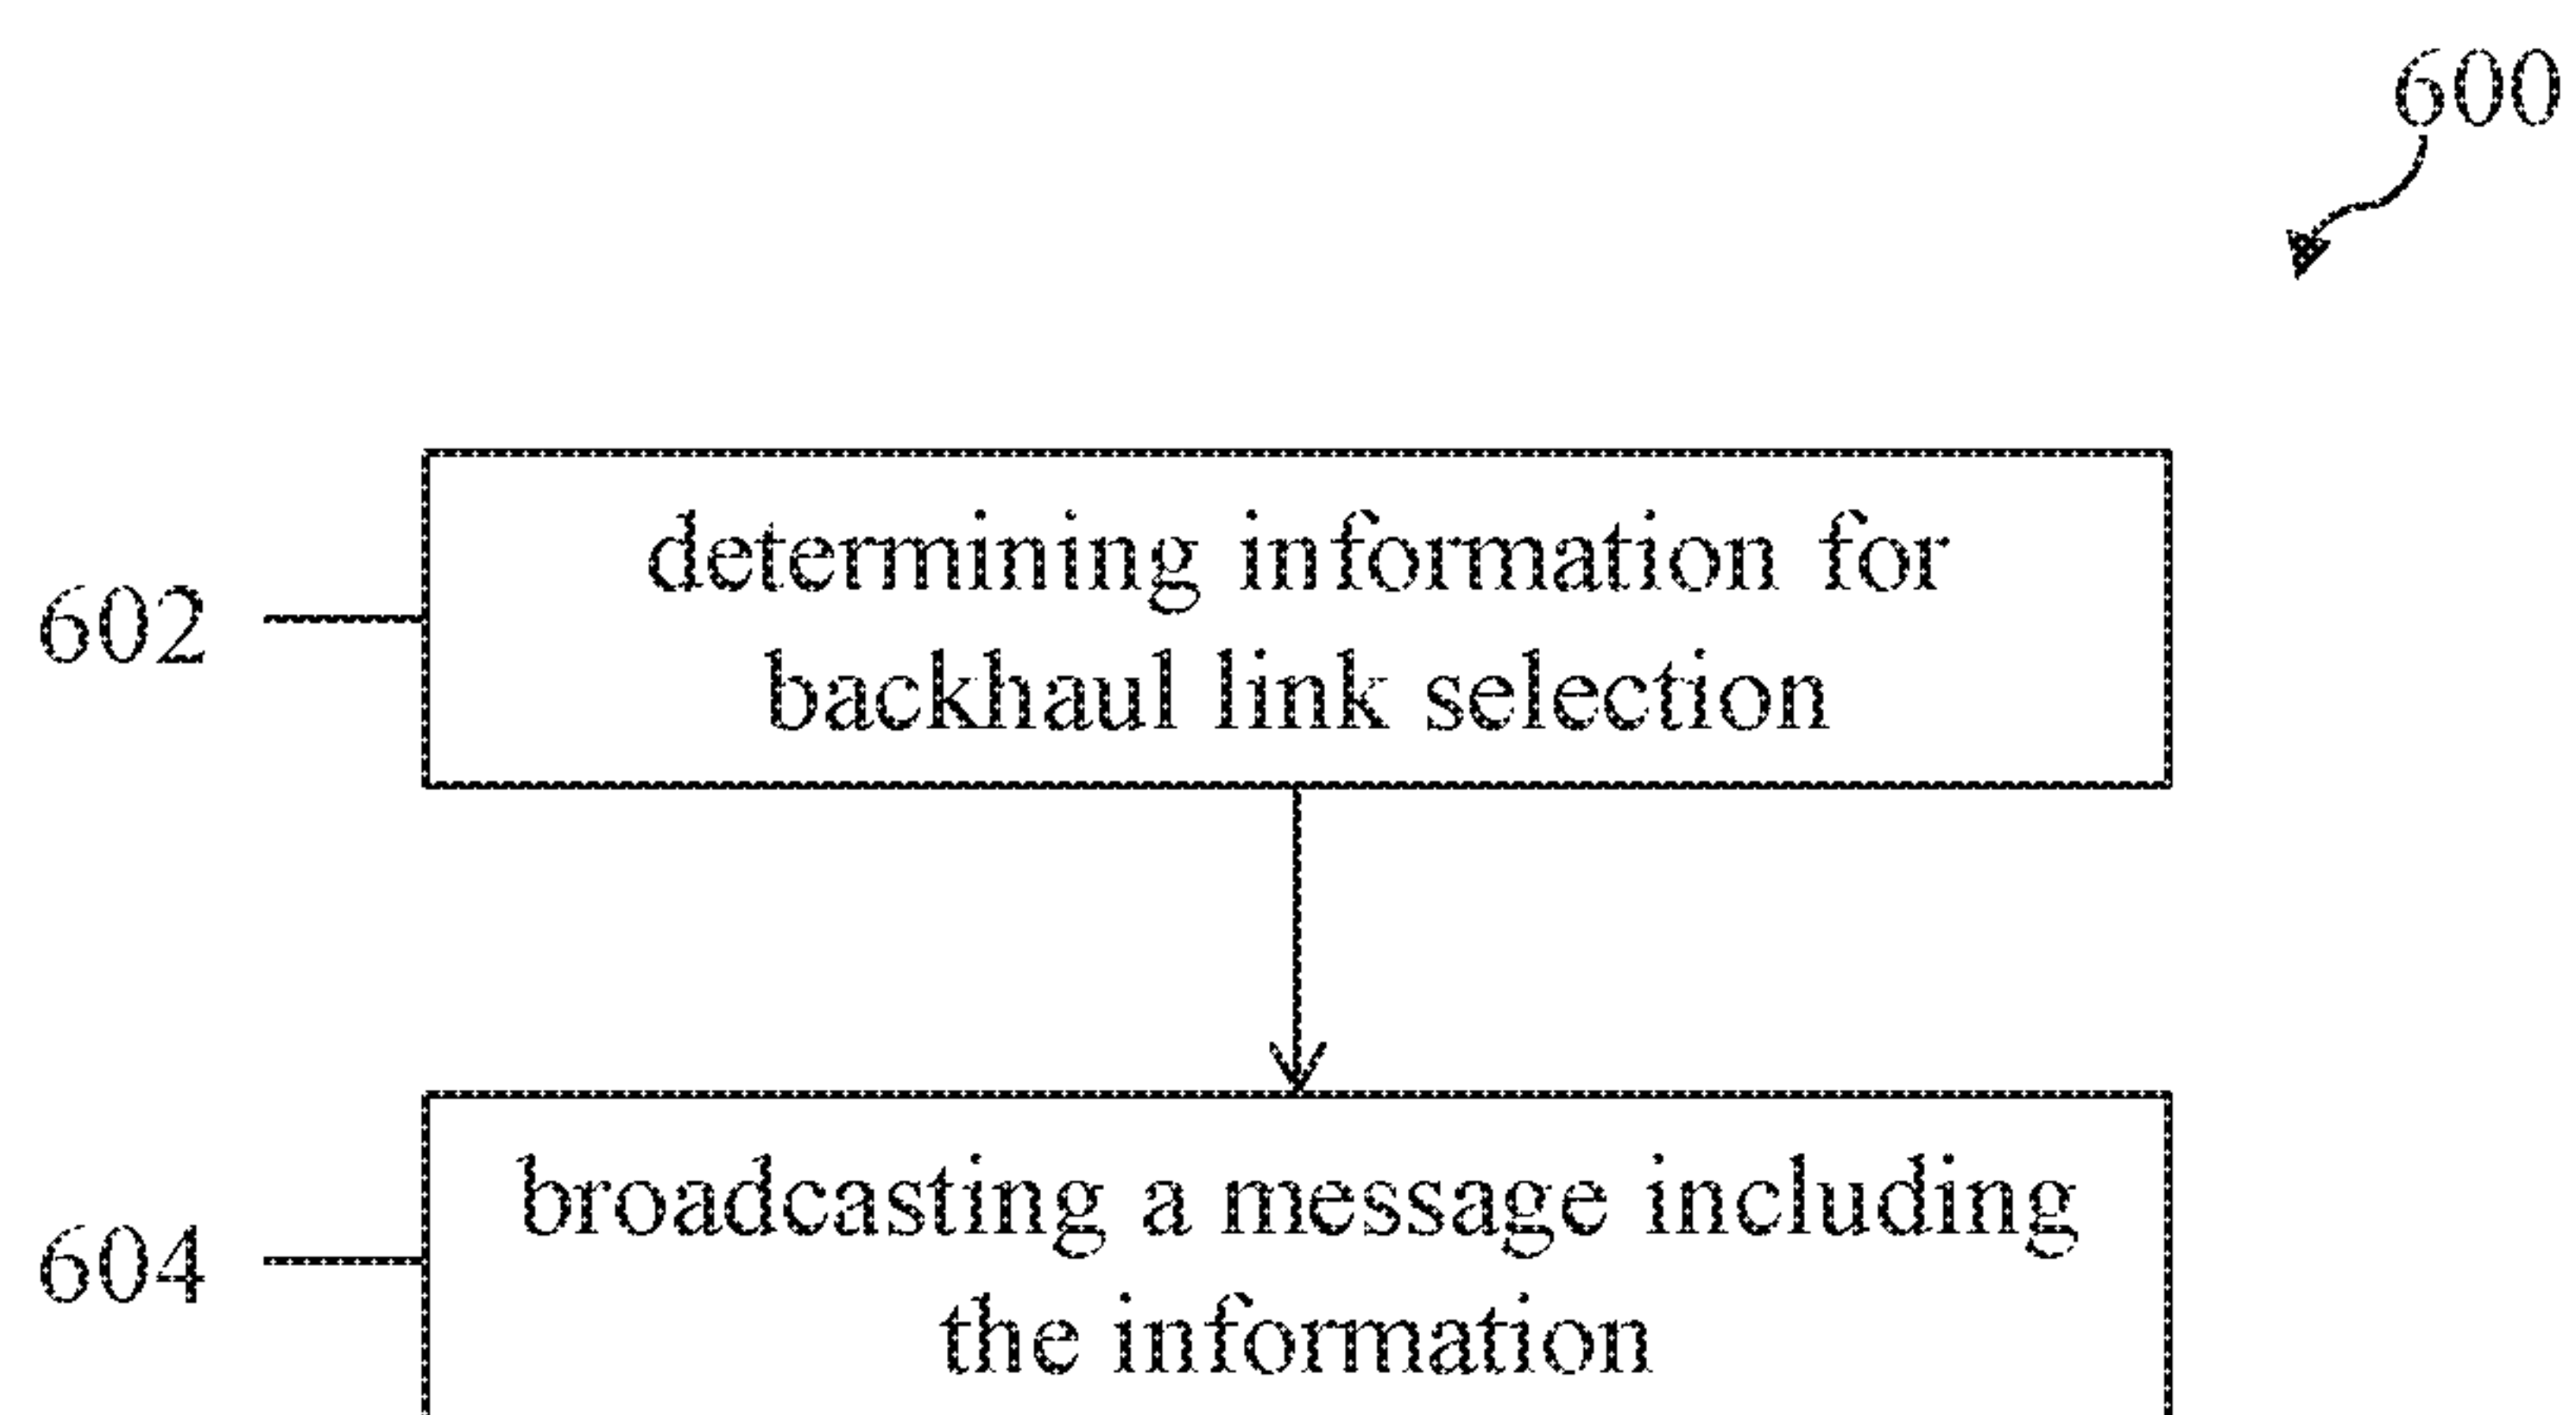 600
602
determining information for
backhaul link selection
604
broadcasting a message including
the information